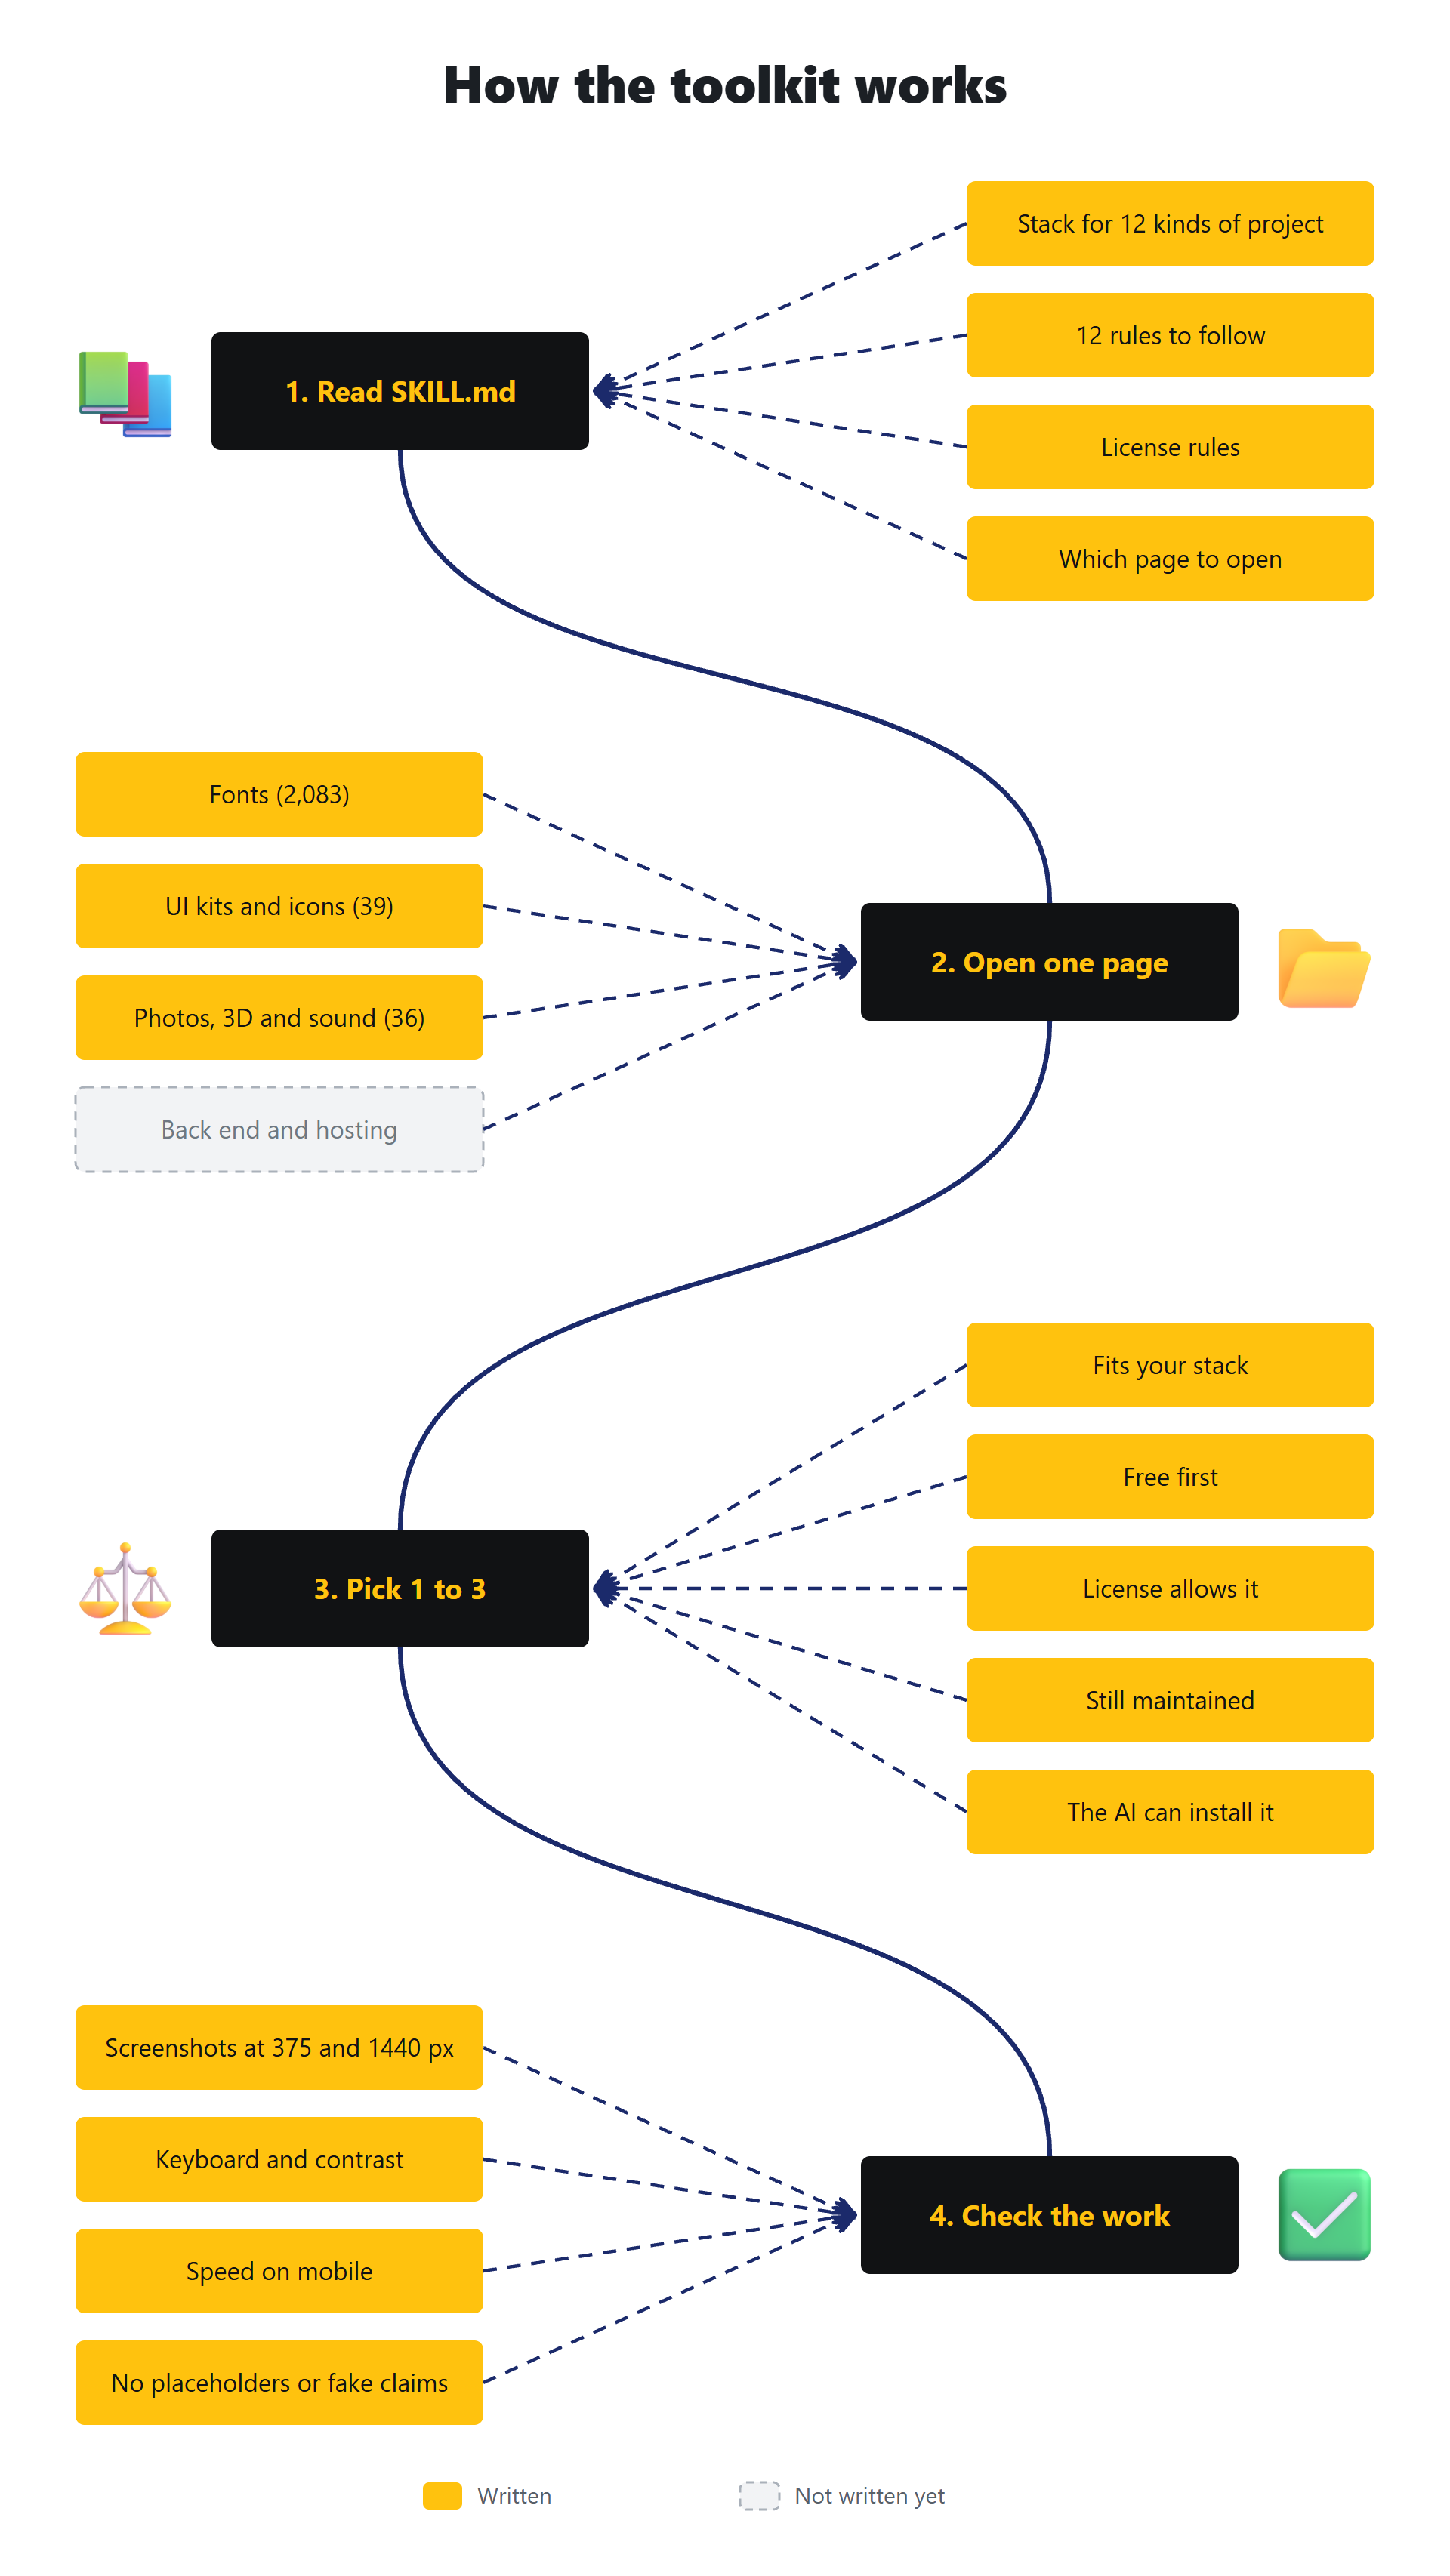 How the toolkit works
Stack for 12 kinds of project
12 rules to follow
1. Read SKILL.md
License rules
Which page to open
Fonts (2,083)
UI kits and icons (39)
2. Open one page
Photos, 3D and sound (36)
Back end and hosting
Fits your stack
Free first
3. Pick 1 to 3
License allows it
Still maintained
The AI can install it
Screenshots at 375 and 1440 px
Keyboard and contrast
4. Check the work
Speed on mobile
No placeholders or fake claims
Written
Not written yet